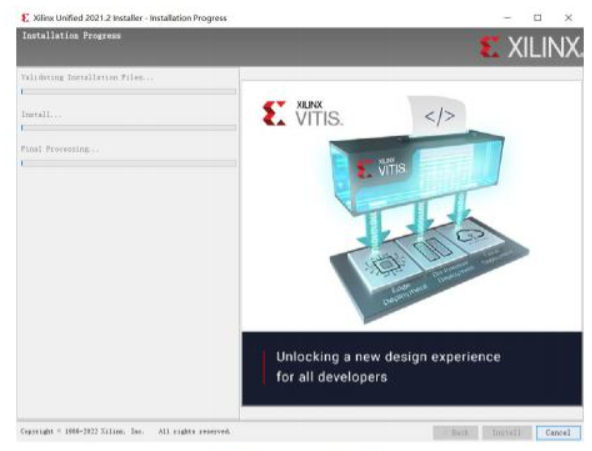 Xilinx Unified 2021.2 Installer - Installation Progress
Installation Progress
XILINX.
Validating Installation Files...
Install...
Final Processing...
XILINX
VITIS.
</>
XILINX
VITIS.
Edge
Deployment
On-Premise
Deployment
Cloud
Deployment
Unlocking a new design experience
for all developers
Copyright © 1986-2022 Xilinx, Inc. All rights reserved.
< Back
Install
Cancel